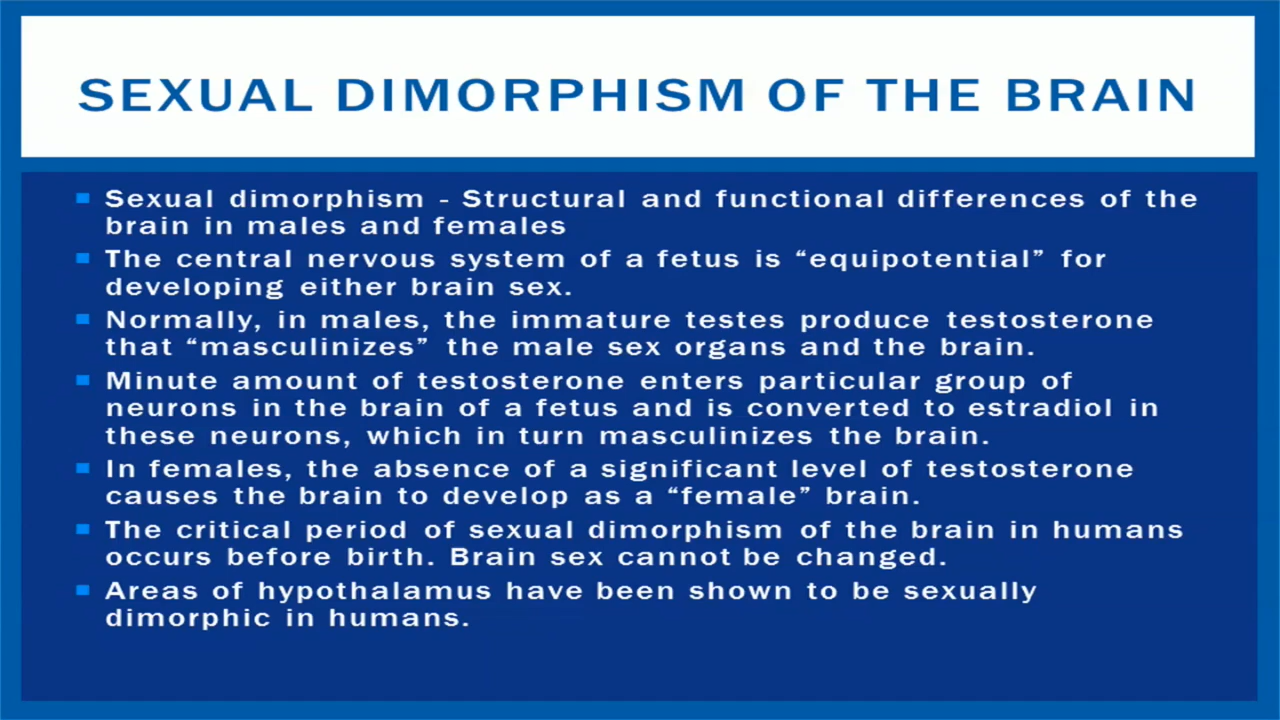 SEXUAL DIMORPHISM OF THE BRAIN
Sexual dimorphism - Structural and functional differences of the
brain in males and females
The central nervous system of a fetus is “equipotential” for
developing either brain sex.
Normally, in males, the immature testes produce testosterone
that “masculinizes” the male sex organs and the brain.
Minute amount of testosterone enters particular group of
neurons in the brain of a fetus and is converted to estradiol in
these neurons, which in turn masculinizes the brain.
In females, the absence of a significant level of testosterone
causes the brain to develop as a “female” brain.
The critical period of sexual dimorphism of the brain in humans
occurs before birth. Brain sex cannot be changed.
Areas of hypothalamus have been shown to be sexually
dimorphic in humans.